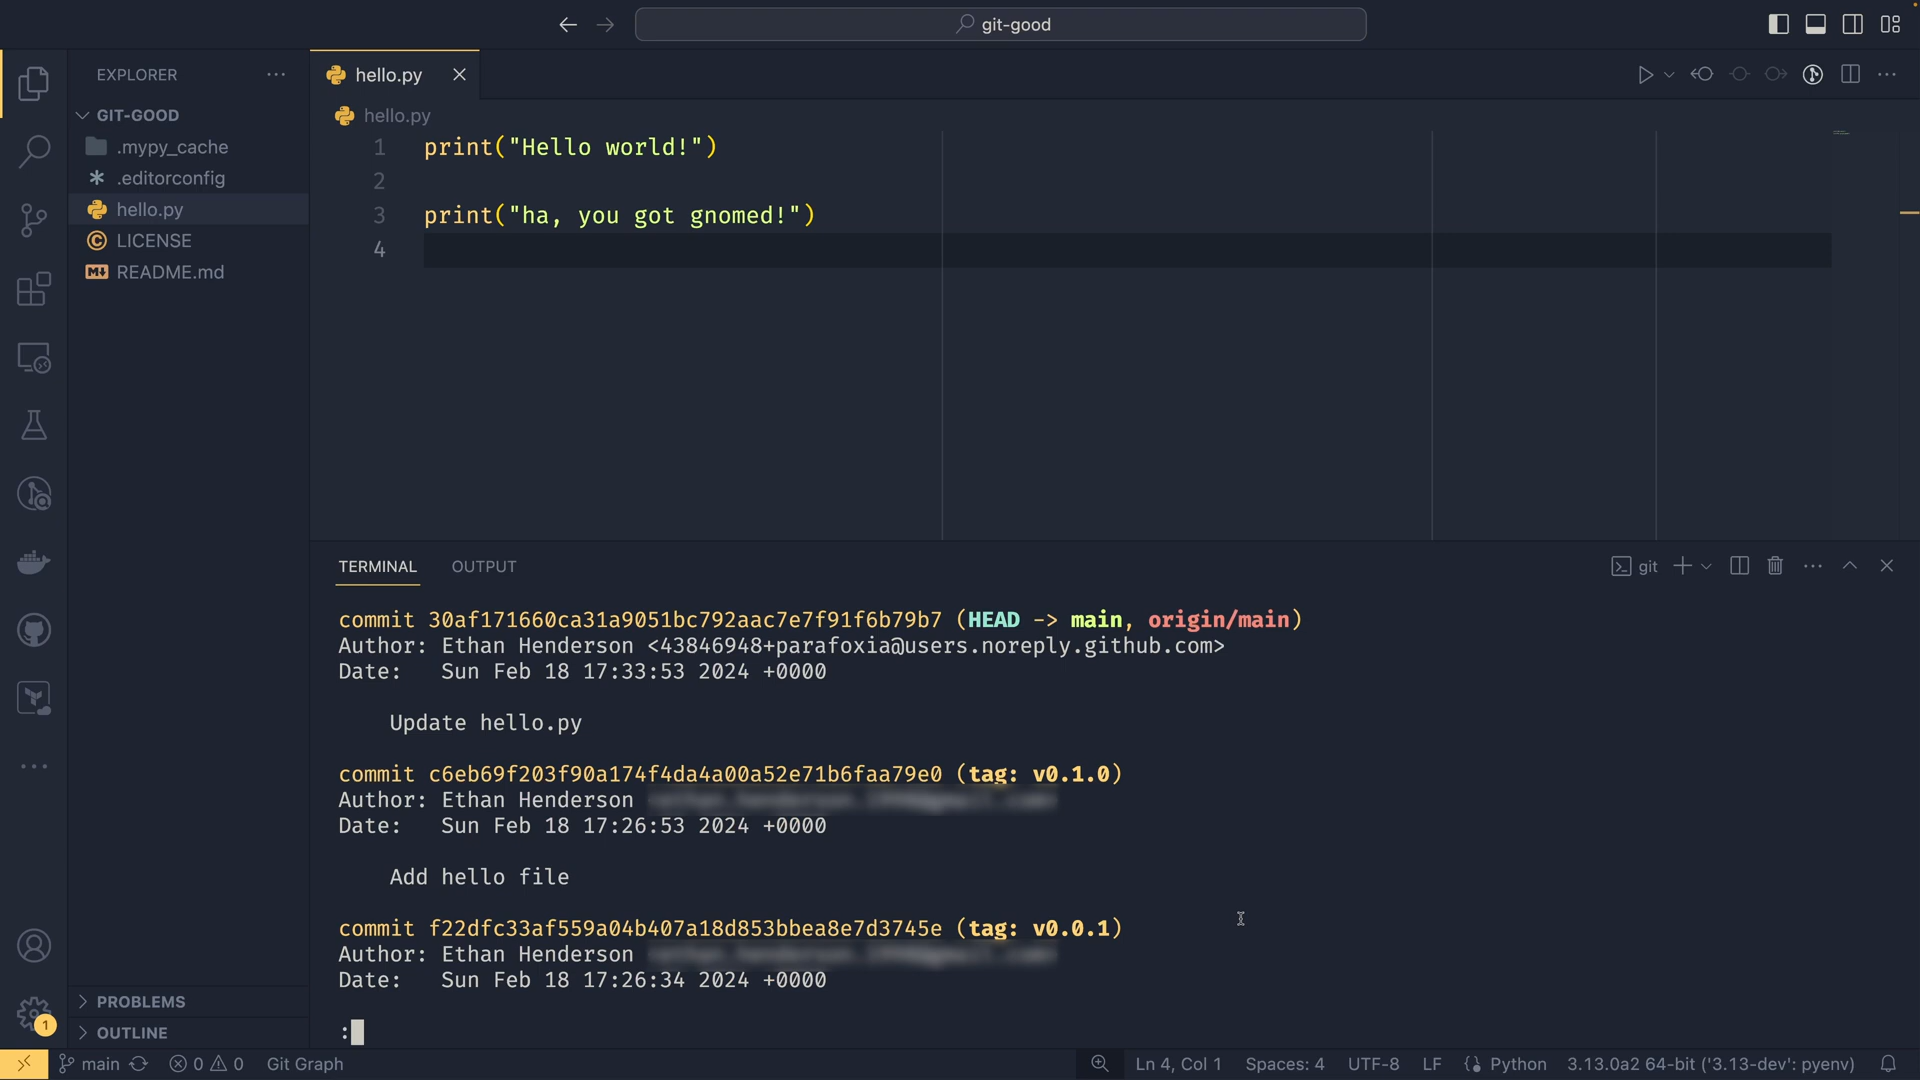 git-good
EXPLORER
hello.py
GIT-GOOD
.mypy_cache
.editorconfig
hello.py
LICENSE
README.md
hello.py
1 print("Hello world!")
2
3 print("ha, you got gnomed!")
4
TERMINAL OUTPUT
git
commit 30af171660ca31a9051bc792aac7e7f91f6b79b7 (HEAD -> main, origin/main)
Author: Ethan Henderson <43846948+parafoxia@users.noreply.github.com>
Date:   Sun Feb 18 17:33:53 2024 +0000
Update hello.py
commit c6eb69f203f90a174f4da4a00a52e71b6faa79e0 (tag: v0.1.0)
Author: Ethan Henderson
Date:   Sun Feb 18 17:26:53 2024 +0000
Add hello file
commit f22dfc33af559a04b407a18d853bbea8e7d3745e (tag: v0.0.1)
Author: Ethan Henderson
Date:   Sun Feb 18 17:26:34 2024 +0000
:
PROBLEMS
OUTLINE
1
main 0 0 Git Graph Ln 4, Col 1 Spaces: 4 UTF-8 LF Python 3.13.0a2 64-bit ('3.13-dev': pyenv)